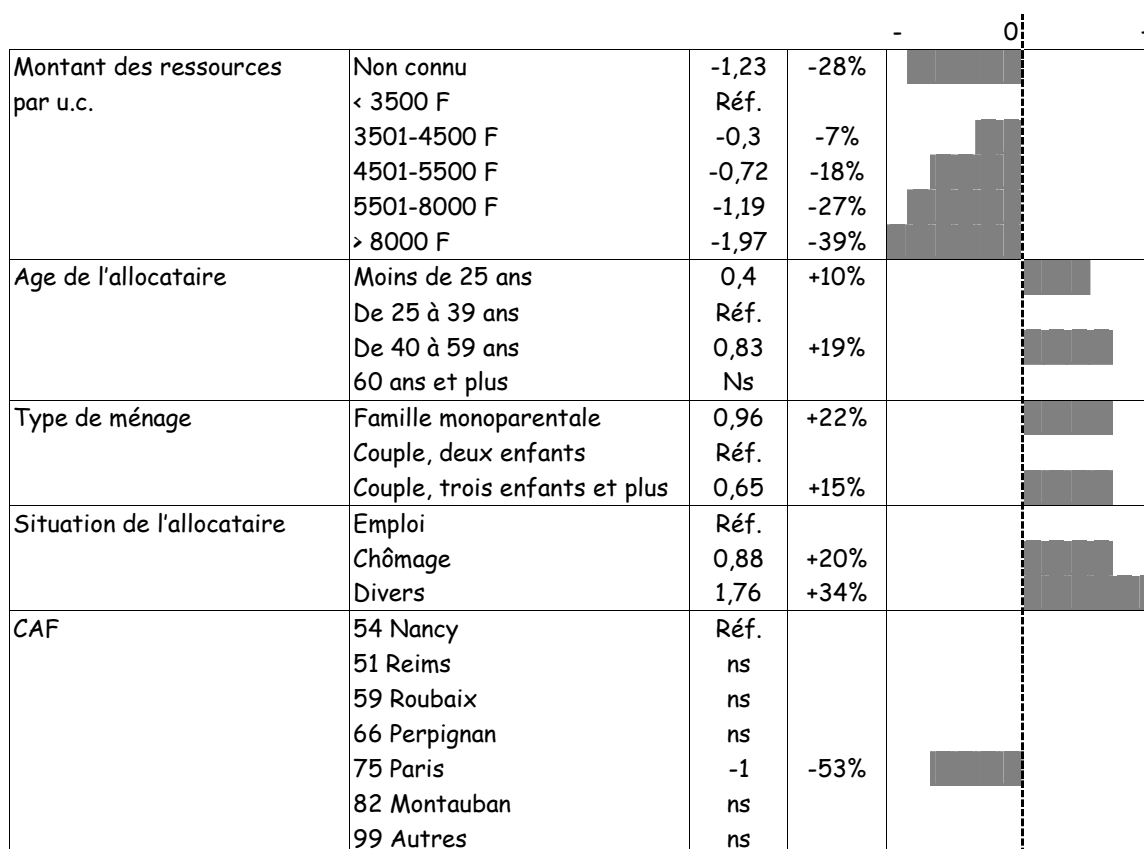 - 0 -
Montant des ressources Non connu -1,23 -28%
par u.c. < 3500 F Réf.
3501-4500 F -0,3 -7%
4501-5500 F -0,72 -18%
5501-8000 F -1,19 -27%
> 8000 F -1,97 -39%
Age de l'allocataire Moins de 25 ans 0,4 +10%
De 25 à 39 ans Réf.
De 40 à 59 ans 0,83 +19%
60 ans et plus Ns
Type de ménage Famille monoparentale 0,96 +22%
Couple, deux enfants Réf.
Couple, trois enfants et plus 0,65 +15%
Situation de l'allocataire Emploi Réf.
Chômage 0,88 +20%
Divers 1,76 +34%
CAF 54 Nancy Réf.
51 Reims ns
59 Roubaix ns
66 Perpignan ns
75 Paris -1 -53%
82 Montauban ns
99 Autres ns